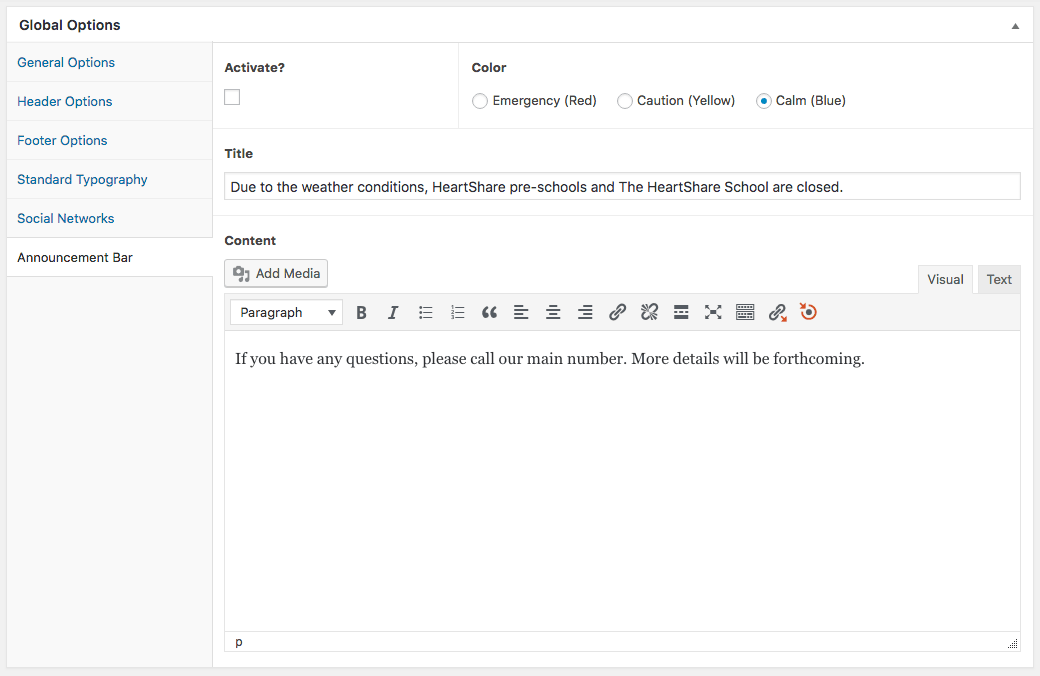 Global Options
General Options
Header Options
Footer Options
Standard Typography
Social Networks
Announcement Bar
Activate?
Color
Emergency (Red) Caution (Yellow) Calm (Blue)
Title
Due to the weather conditions, HeartShare pre-schools and The HeartShare School are closed.
Content
Add Media
Visual Text
Paragraph B I
If you have any questions, please call our main number. More details will be forthcoming.
p